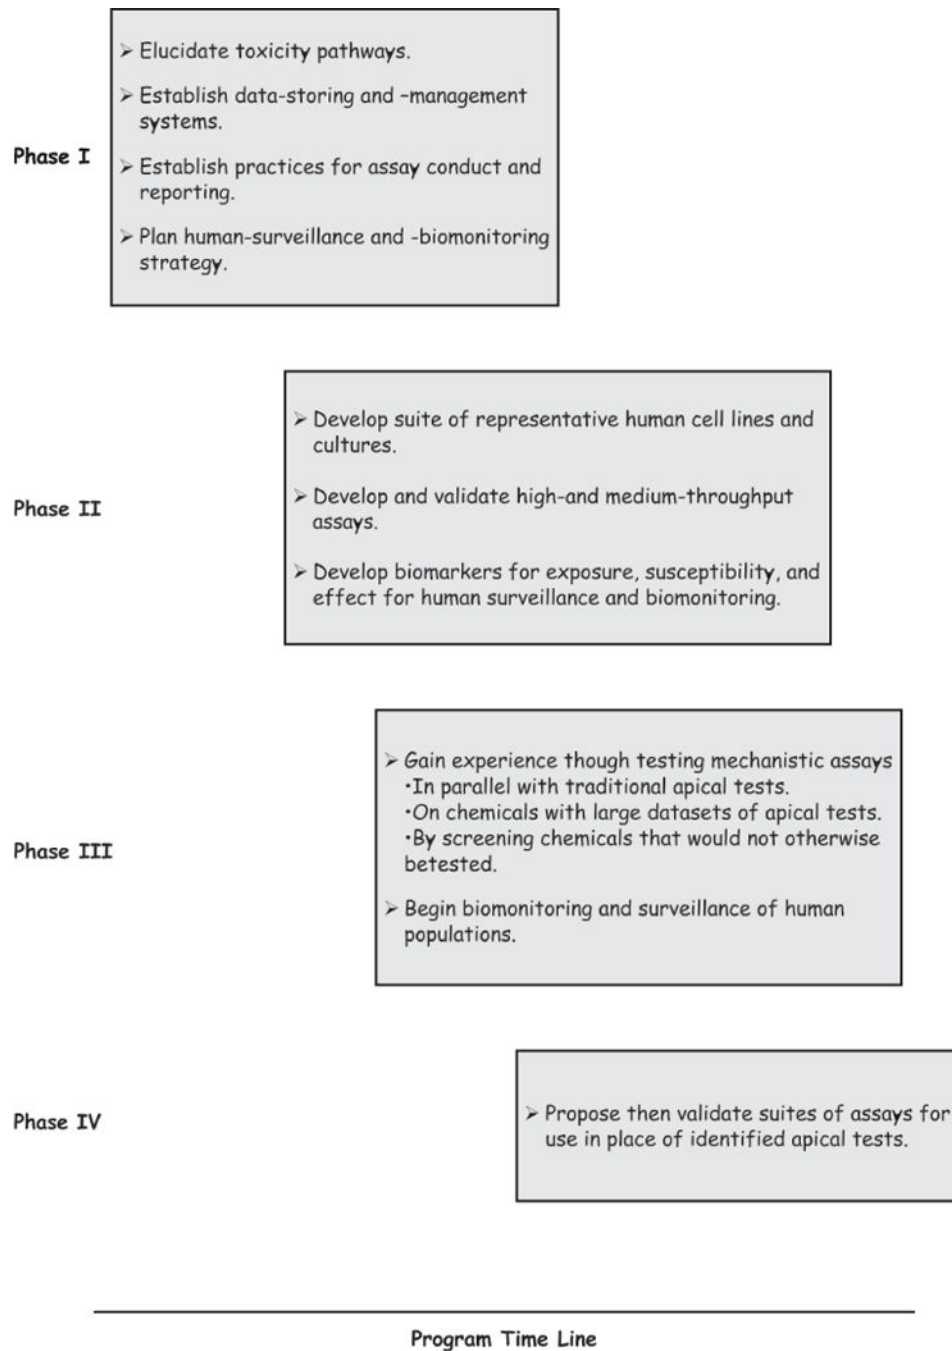 ➢ Elucidate toxicity pathways.
➢ Establish data-storing and –management
systems.
Phase I
➢ Establish practices for assay conduct and
reporting.
➢ Plan human-surveillance and -biomonitoring
strategy.
➢ Develop suite of representative human cell lines and
cultures.
Phase II
➢ Develop and validate high-and medium-throughput
assays.
➢ Develop biomarkers for exposure, susceptibility, and
effect for human surveillance and biomonitoring.
➢ Gain experience though testing mechanistic assays
•In parallel with traditional apical tests.
•On chemicals with large datasets of apical tests.
•By screening chemicals that would not otherwise
betested.
Phase III
➢ Begin biomonitoring and surveillance of human
populations.
Phase IV
➢ Propose then validate suites of assays for
use in place of identified apical tests.
Program Time Line